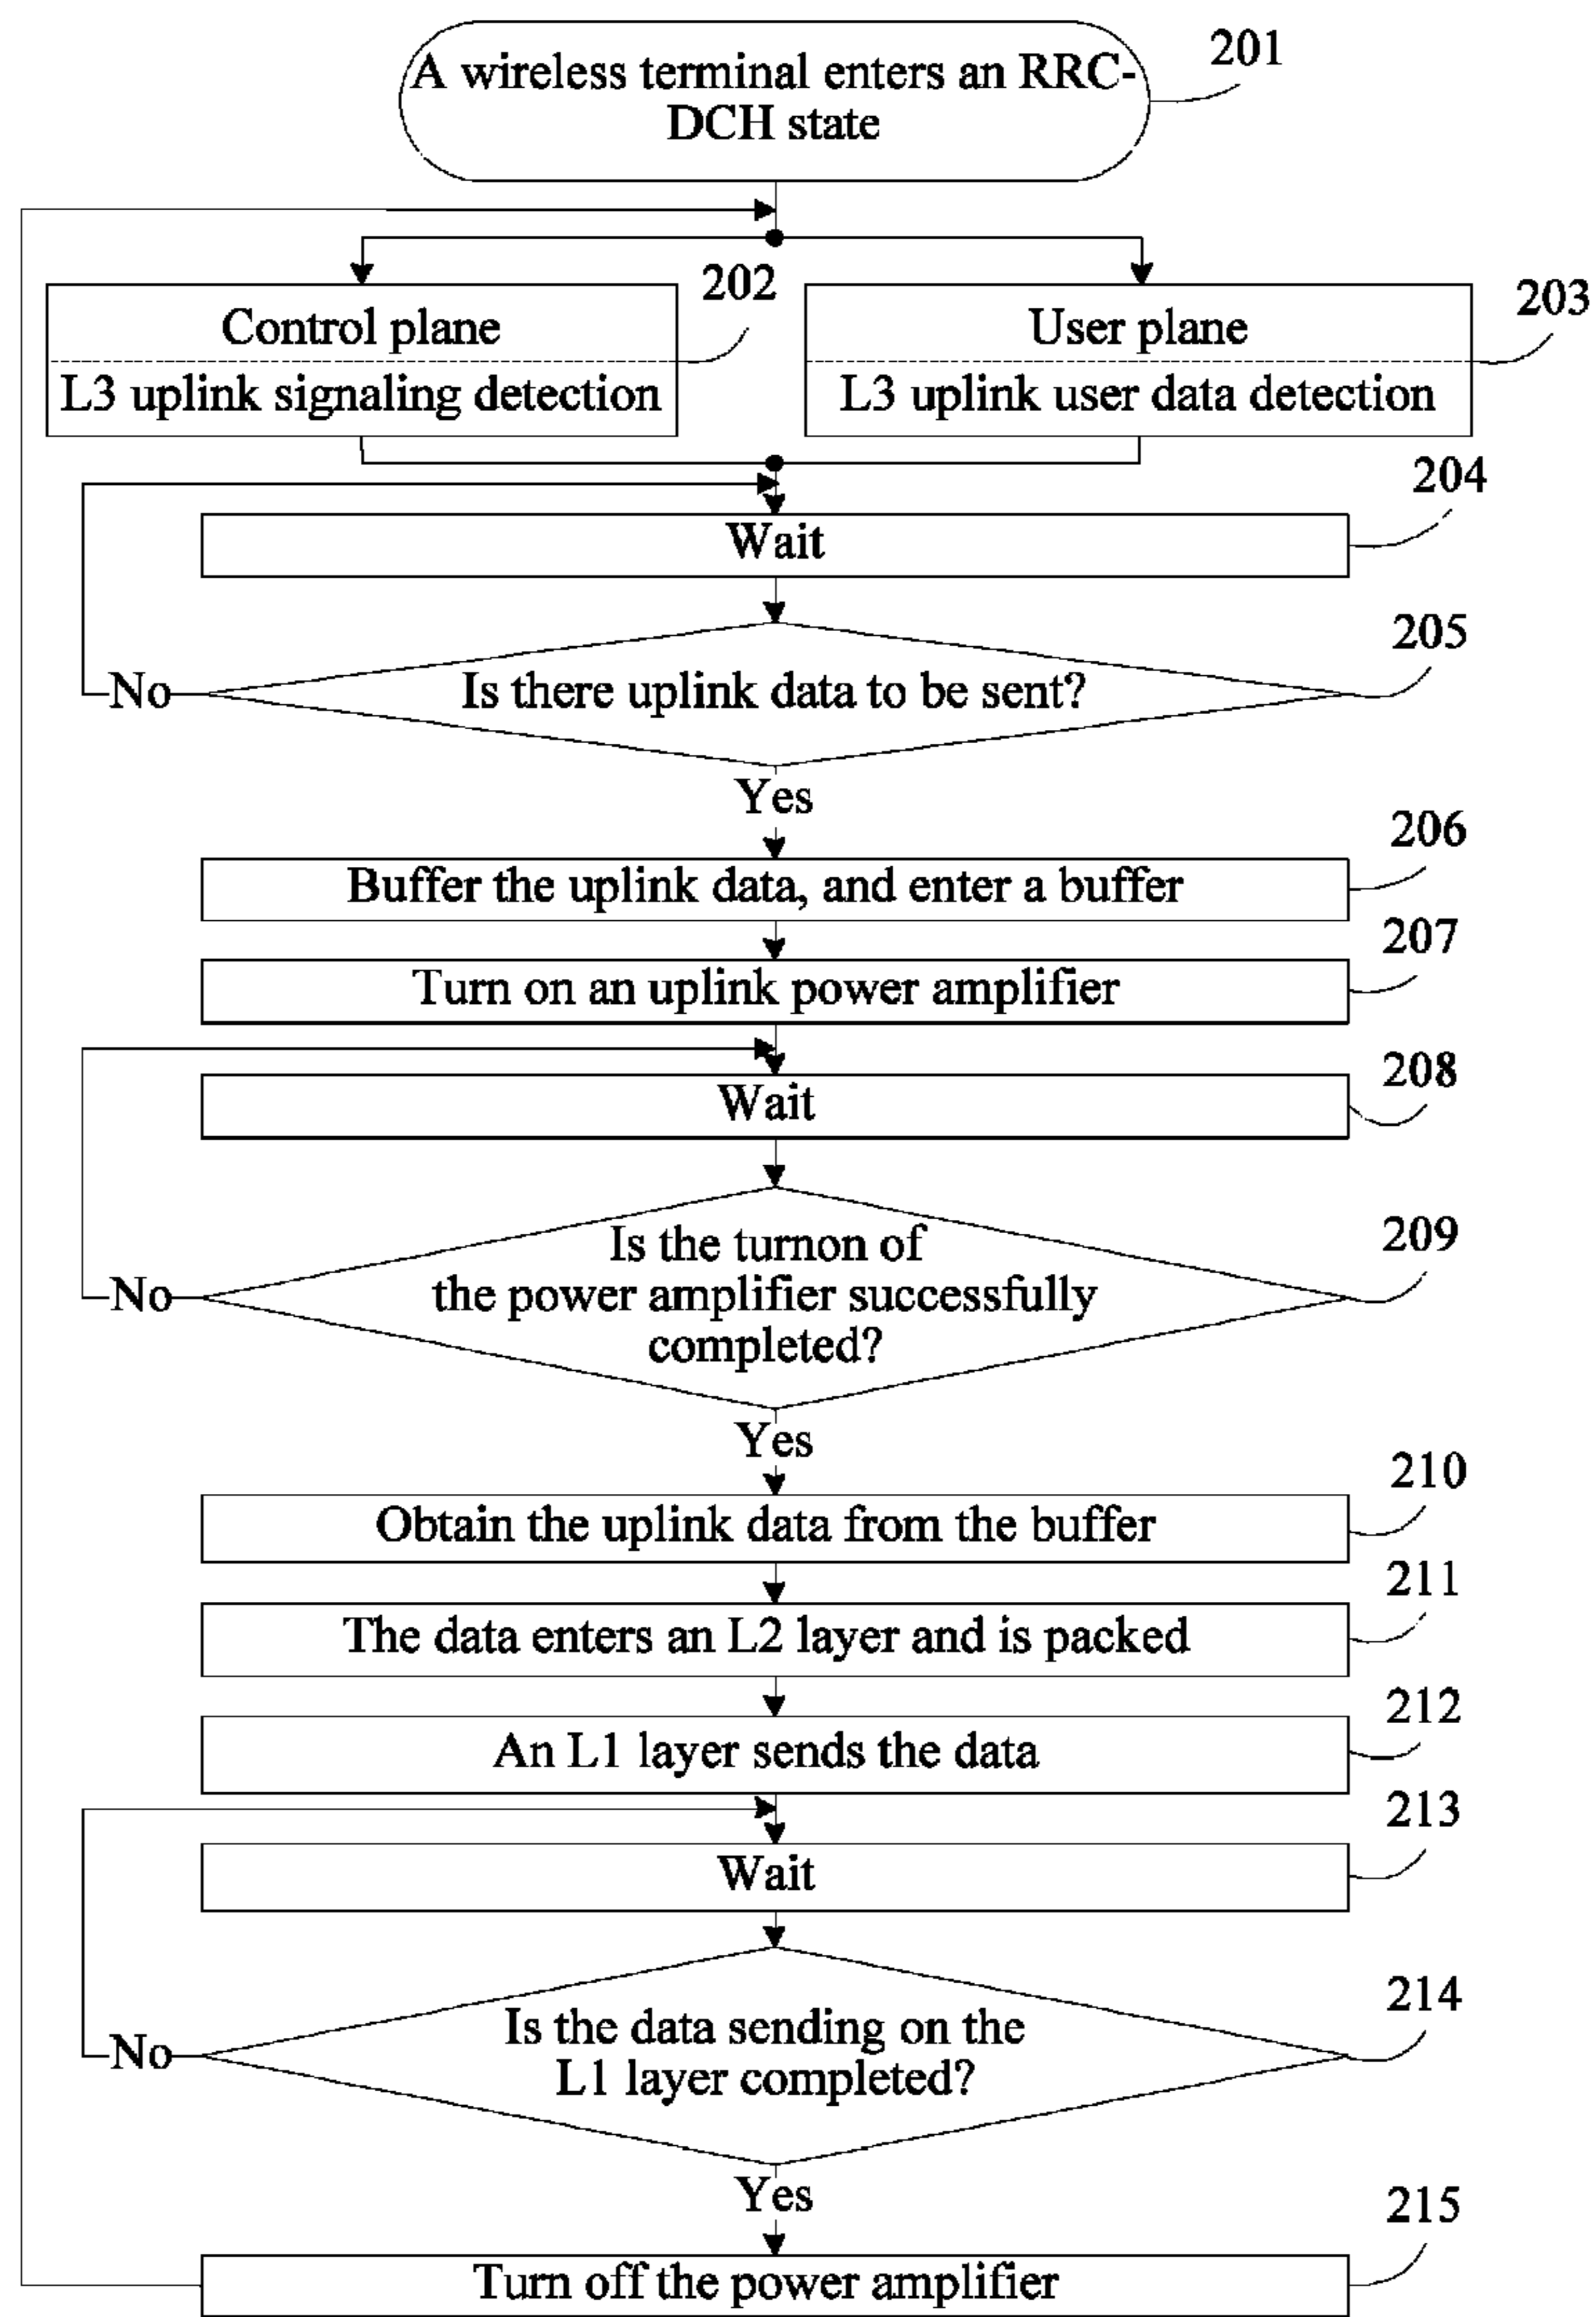 A wireless terminal enters an RRC-
DCH state
201
Control plane
L3 uplink signaling detection
202
User plane
L3 uplink user data detection
203
Wait
204
Is there uplink data to be sent?
205
No
Yes
Buffer the uplink data, and enter a buffer
206
Turn on an uplink power amplifier
207
Wait
208
Is the turnon of
the power amplifier successfully
completed?
209
No
Yes
Obtain the uplink data from the buffer
210
The data enters an L2 layer and is packed
211
An L1 layer sends the data
212
Wait
213
Is the data sending on the
L1 layer completed?
214
No
Yes
Turn off the power amplifier
215